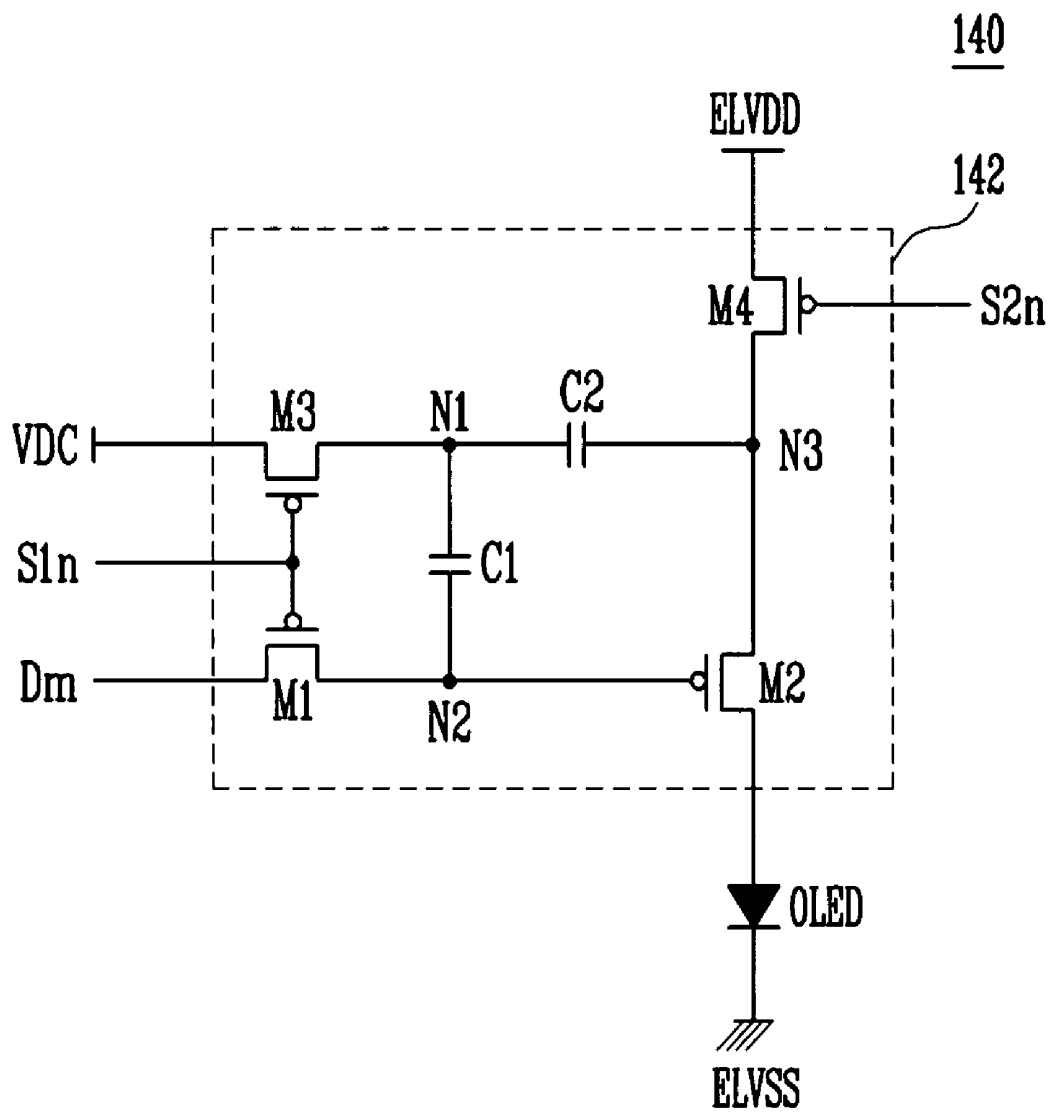 140
ELVDD
142
M4
S2n
C2
M3
N1
VDC
N3
S1n
C1
Dm
M1
M2
N2
OLED
ELVSS